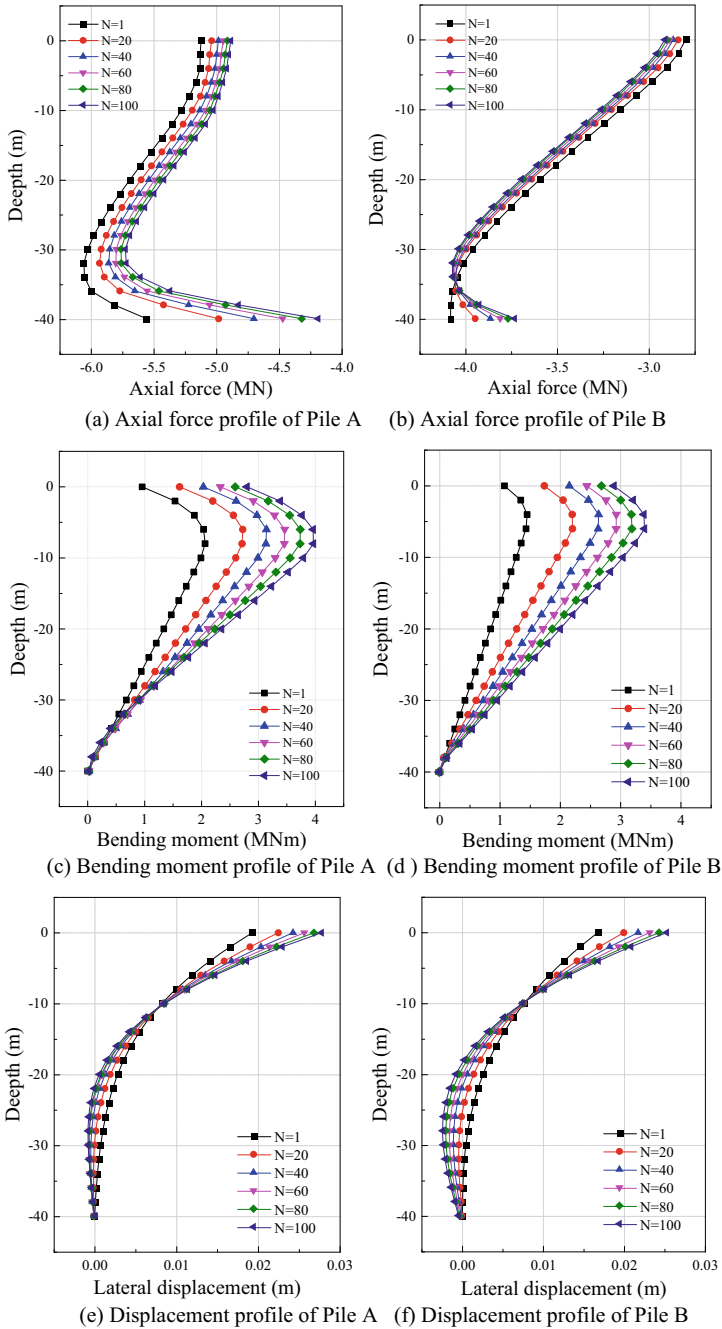 N=1
N=20
N=40
N=60
N=80
N=100
0
-10
-20
-30
-40
Deepth (m)
-6.0 -5.5 -5.0 -4.5 -4.0
Axial force (MN)
(a) Axial force profile of Pile A
N=1
N=20
N=40
N=60
N=80
N=100
0
-10
-20
-30
-40
Deepth (m)
-4.0 -3.5 -3.0
Axial force (MN)
(b) Axial force profile of Pile B
0
-10
-20
-30
-40
Deepth (m)
N=1
N=20
N=40
N=60
N=80
N=100
0 1 2 3 4
Bending moment (MNm)
(c) Bending moment profile of Pile A
0
-10
-20
-30
-40
Deepth (m)
N=1
N=20
N=40
N=60
N=80
N=100
0 1 2 3 4
Bending moment (MNm)
(d ) Bending moment profile of Pile B
0
-10
-20
-30
-40
Deepth (m)
N=1
N=20
N=40
N=60
N=80
N=100
0.00 0.01 0.02 0.03
Lateral displacement (m)
(e) Displacement profile of Pile A
0
-10
-20
-30
-40
Deepth (m)
N=1
N=20
N=40
N=60
N=80
N=100
0.00 0.01 0.02 0.03
Lateral displacement (m)
(f) Displacement profile of Pile B